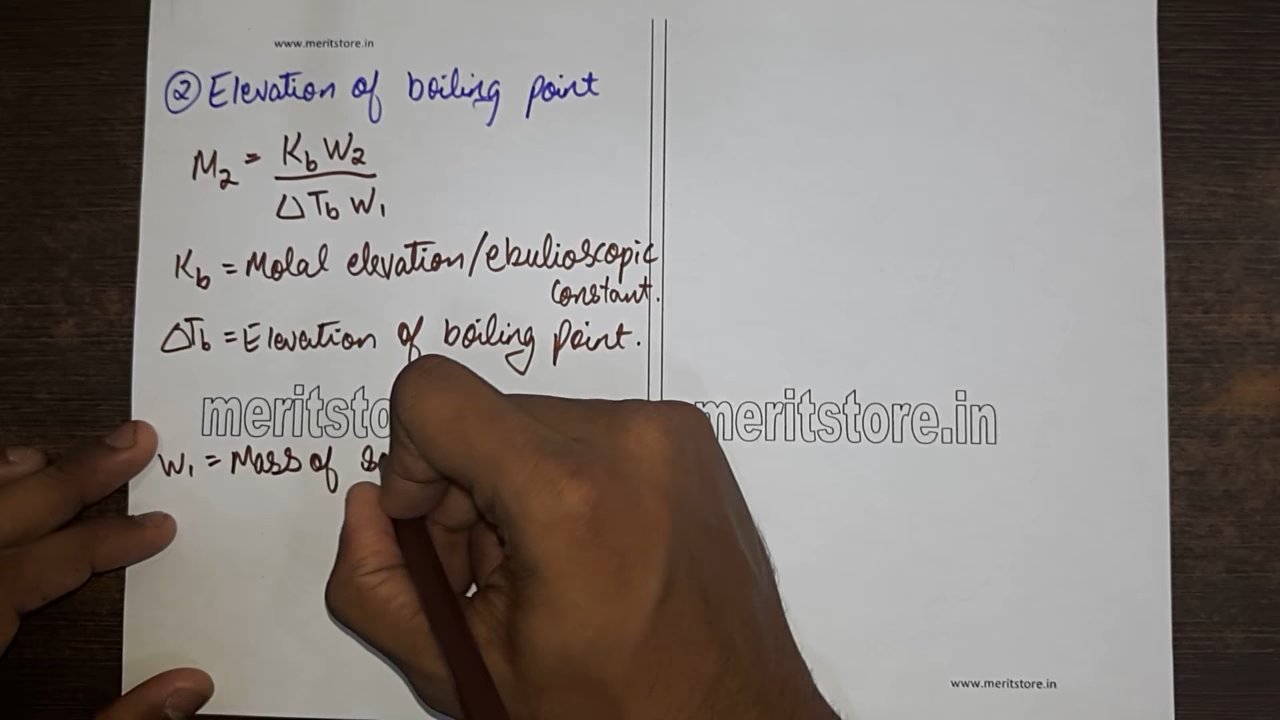 www.meritstore.in
② Elevation of boiling point
M₂ = K_b W₂ / ΔT_b W₁
K_b = Molal elevation/ebulioscopic
constant.
ΔT_b = Elevation of boiling point.
meritsto
W₁ = Mass of
meritstore.in
www.meritstore.in